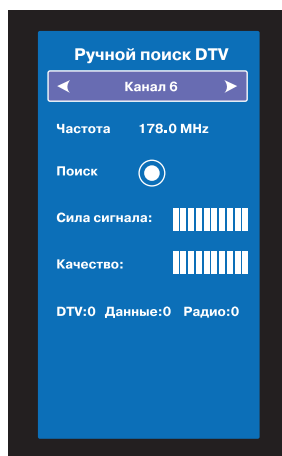 Ручной поиск DTV
Канал 6
Частота 178.0 MHz
Поиск
Сила сигнала:
Качество:
DTV:0 Данные:0 Радио:0